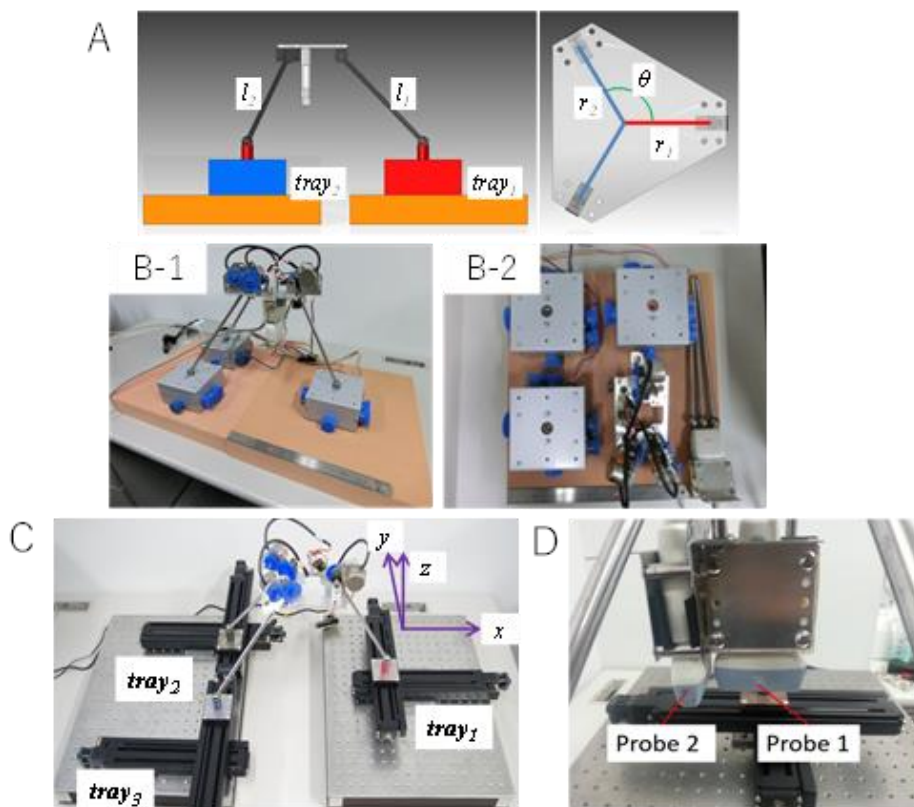 A
l₂
l₁
tray₂
tray₁
θ
r₂
r₁
B-1
B-2
C
y
z
x
tray₂
tray₁
tray₃
D
Probe 2
Probe 1